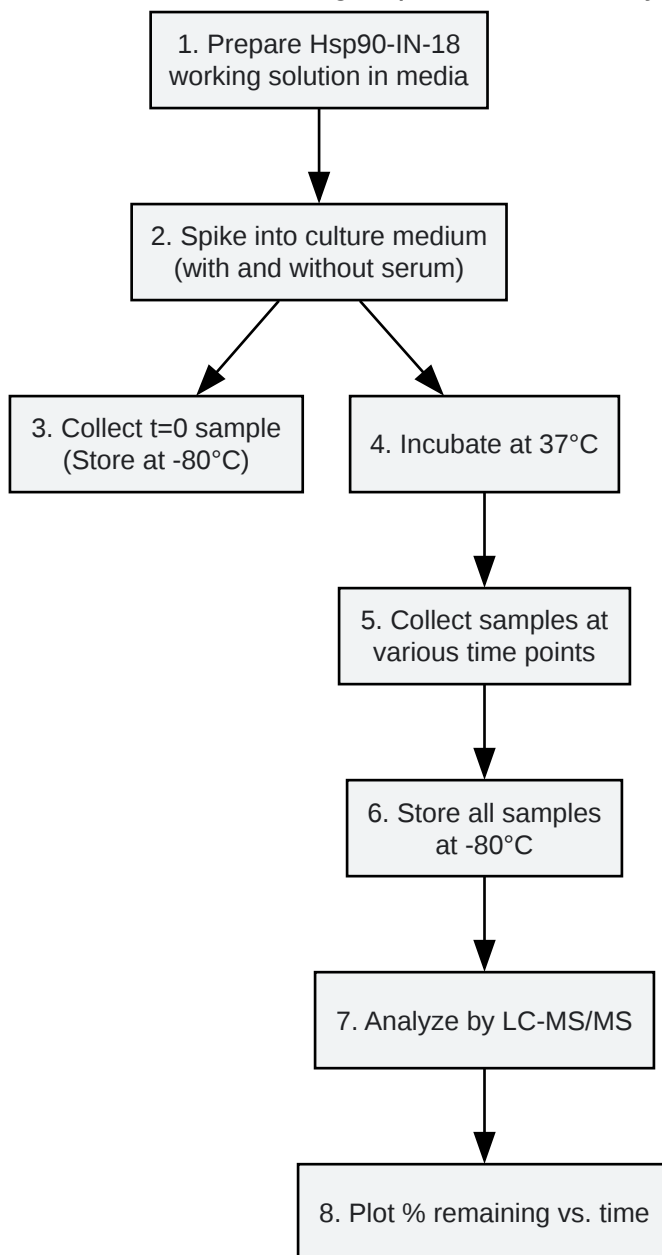 1. Prepare Hsp90-IN-18
working solution in media
2. Spike into culture medium
(with and without serum)
3. Collect t=0 sample
(Store at -80°C)
4. Incubate at 37°C
5. Collect samples at
various time points
6. Store all samples
at -80°C
7. Analyze by LC-MS/MS
8. Plot % remaining vs. time